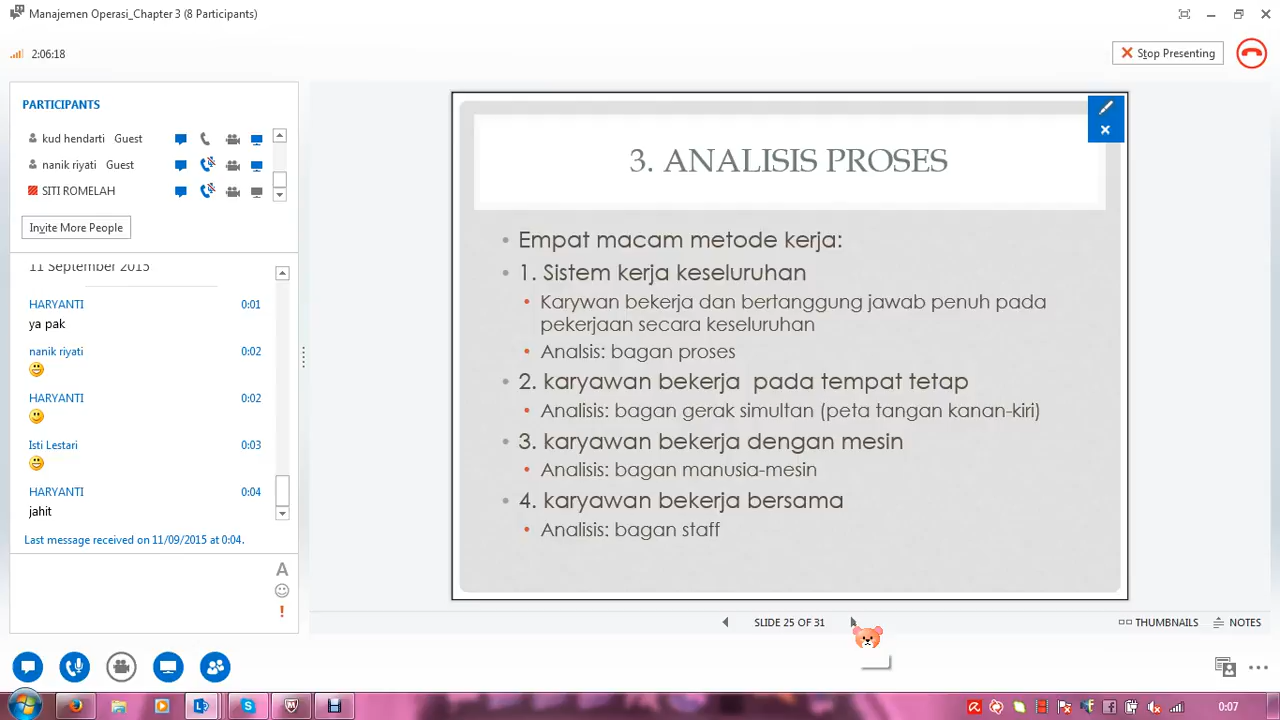 Manajemen Operasi_Chapter 3 (8 Participants)
2:06:18
Stop Presenting
PARTICIPANTS
kud hendarti Guest
nanik riyati Guest
SITI ROMELAH
Invite More People
11 September 2015
HARYANTI 0:01
ya pak
nanik riyati 0:02
HARYANTI 0:02
Isti Lestari 0:03
HARYANTI 0:04
jahit
Last message received on 11/09/2015 at 0:04.
3. ANALISIS PROSES
• Empat macam metode kerja:
• 1. Sistem kerja keseluruhan
• Karywan bekerja dan bertanggung jawab penuh pada
pekerjaan secara keseluruhan
• Analsis: bagan proses
• 2. karyawan bekerja pada tempat tetap
• Analisis: bagan gerak simultan (peta tangan kanan-kiri)
• 3. karyawan bekerja dengan mesin
• Analisis: bagan manusia-mesin
• 4. karyawan bekerja bersama
• Analisis: bagan staff
SLIDE 25 OF 31
THUMBNAILS
NOTES
0:07